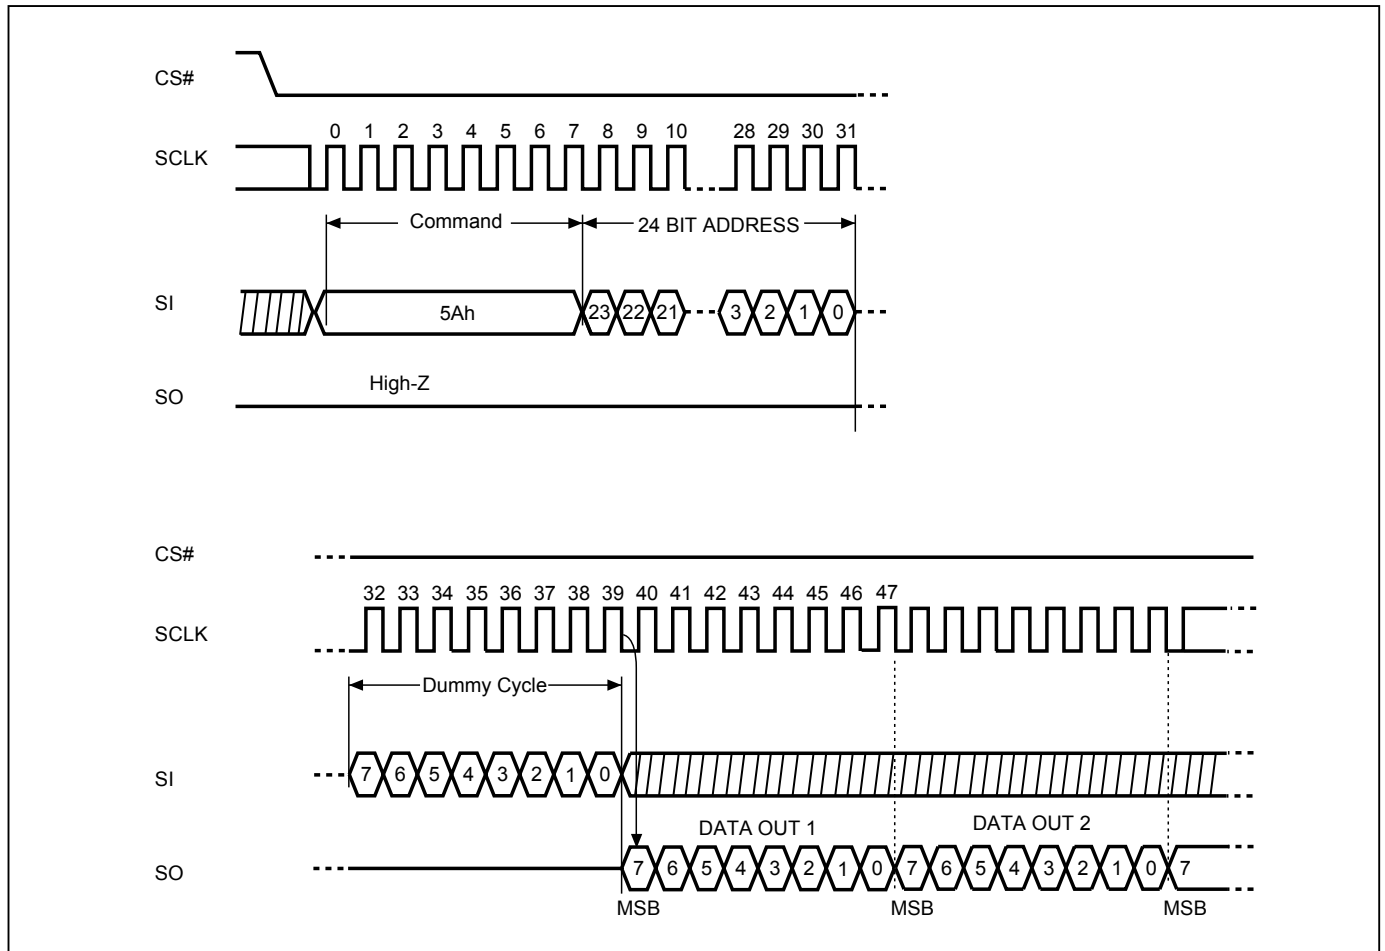 CS#
0 1 2 3 4 5 6 7 8 9 10 28 29 30 31
SCLK
Command 24 BIT ADDRESS
SI 5Ah 23 22 21 3 2 1 0
High-Z
SO
CS#
32 33 34 35 36 37 38 39 40 41 42 43 44 45 46 47
SCLK
Dummy Cycle
SI 7 6 5 4 3 2 1 0
DATA OUT 1 DATA OUT 2
SO 7 6 5 4 3 2 1 0 7 6 5 4 3 2 1 0 7
MSB MSB MSB